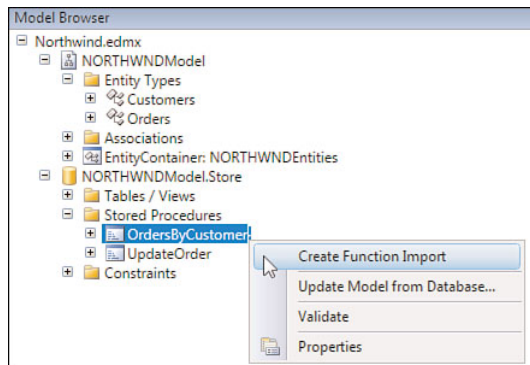 Model Browser
Northwind.edmx
NORTHWNDModel
Entity Types
Customers
Orders
Associations
EntityContainer: NORTHWNDEntities
NORTHWNDModel.Store
Tables / Views
Stored Procedures
OrdersByCustomer
UpdateOrder
Constraints
Create Function Import
Update Model from Database...
Validate
Properties